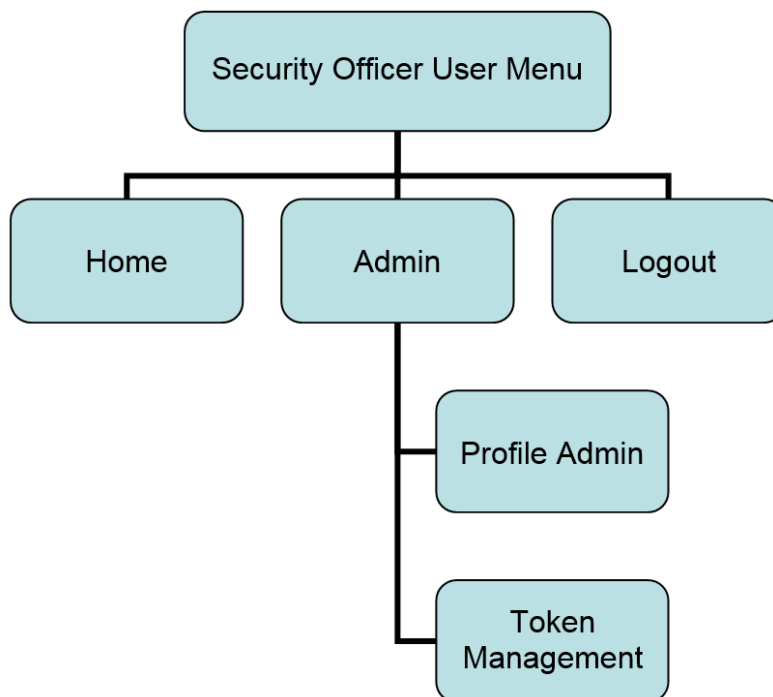 Security Officer User Menu
Home
Admin
Logout
Profile Admin
Token
Management